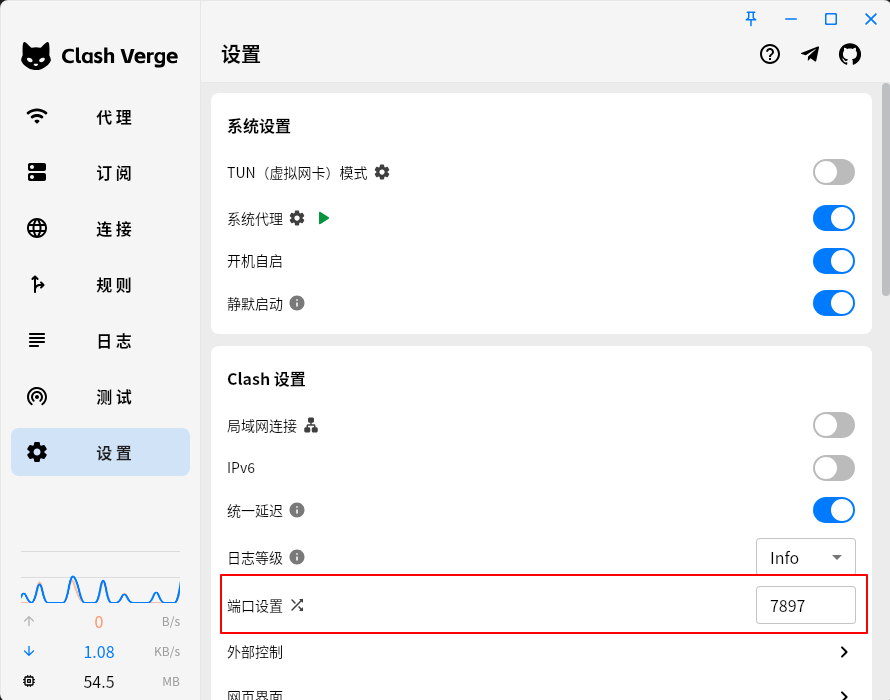 Clash Verge
代理
订阅
连接
规则
日志
测试
设置
0 B/s
1.08 KB/s
54.5 MB
设置
系统设置
TUN（虚拟网卡）模式
系统代理
开机自启
静默启动
Clash 设置
局域网连接
IPv6
统一延迟
日志等级 Info
端口设置 7897
外部控制
网页界面